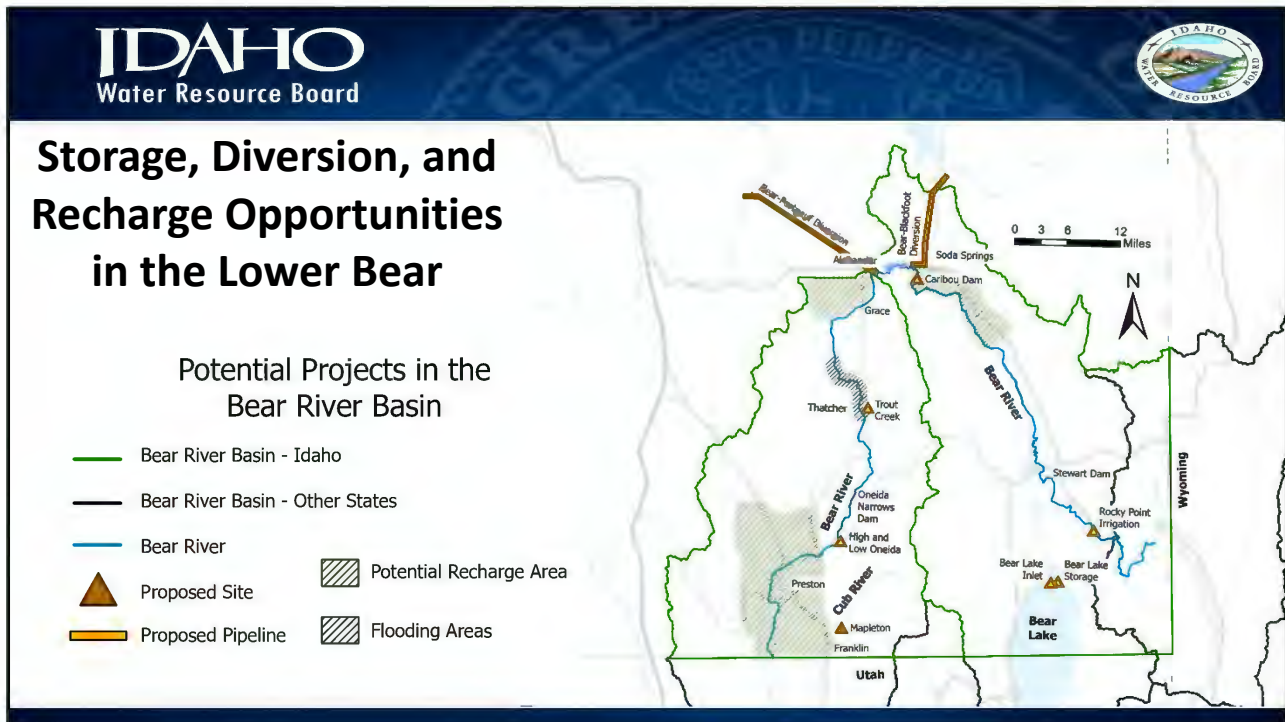 IDAHO
Water Resource Board
IDAHO
WATER RESOURCE BOARD
Storage, Diversion, and
Recharge Opportunities
in the Lower Bear
Potential Projects in the
Bear River Basin
Bear River Basin - Idaho
Bear River Basin - Other States
Bear River
Proposed Site
Proposed Pipeline
Potential Recharge Area
Flooding Areas
Diversion
Bear-Blackfoot
Diversion
0 3 6 12
Miles
N
Soda Springs
Alexander
Caribou Dam
Grace
Bear River
Thatcher
Trout
Creek
Wyoming
Stewart Dam
Bear River
Oneida
Narrows
Dam
Rocky Point
Irrigation
High and
Low Oneida
Bear Lake
Inlet
Bear Lake
Storage
Preston
Cub River
Mapleton
Bear
Lake
Franklin
Utah